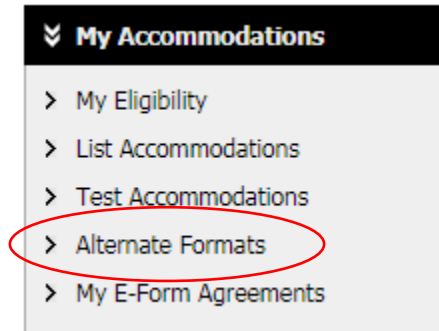 My Accommodations
My Eligibility
List Accommodations
Test Accommodations
Alternate Formats
My E-Form Agreements